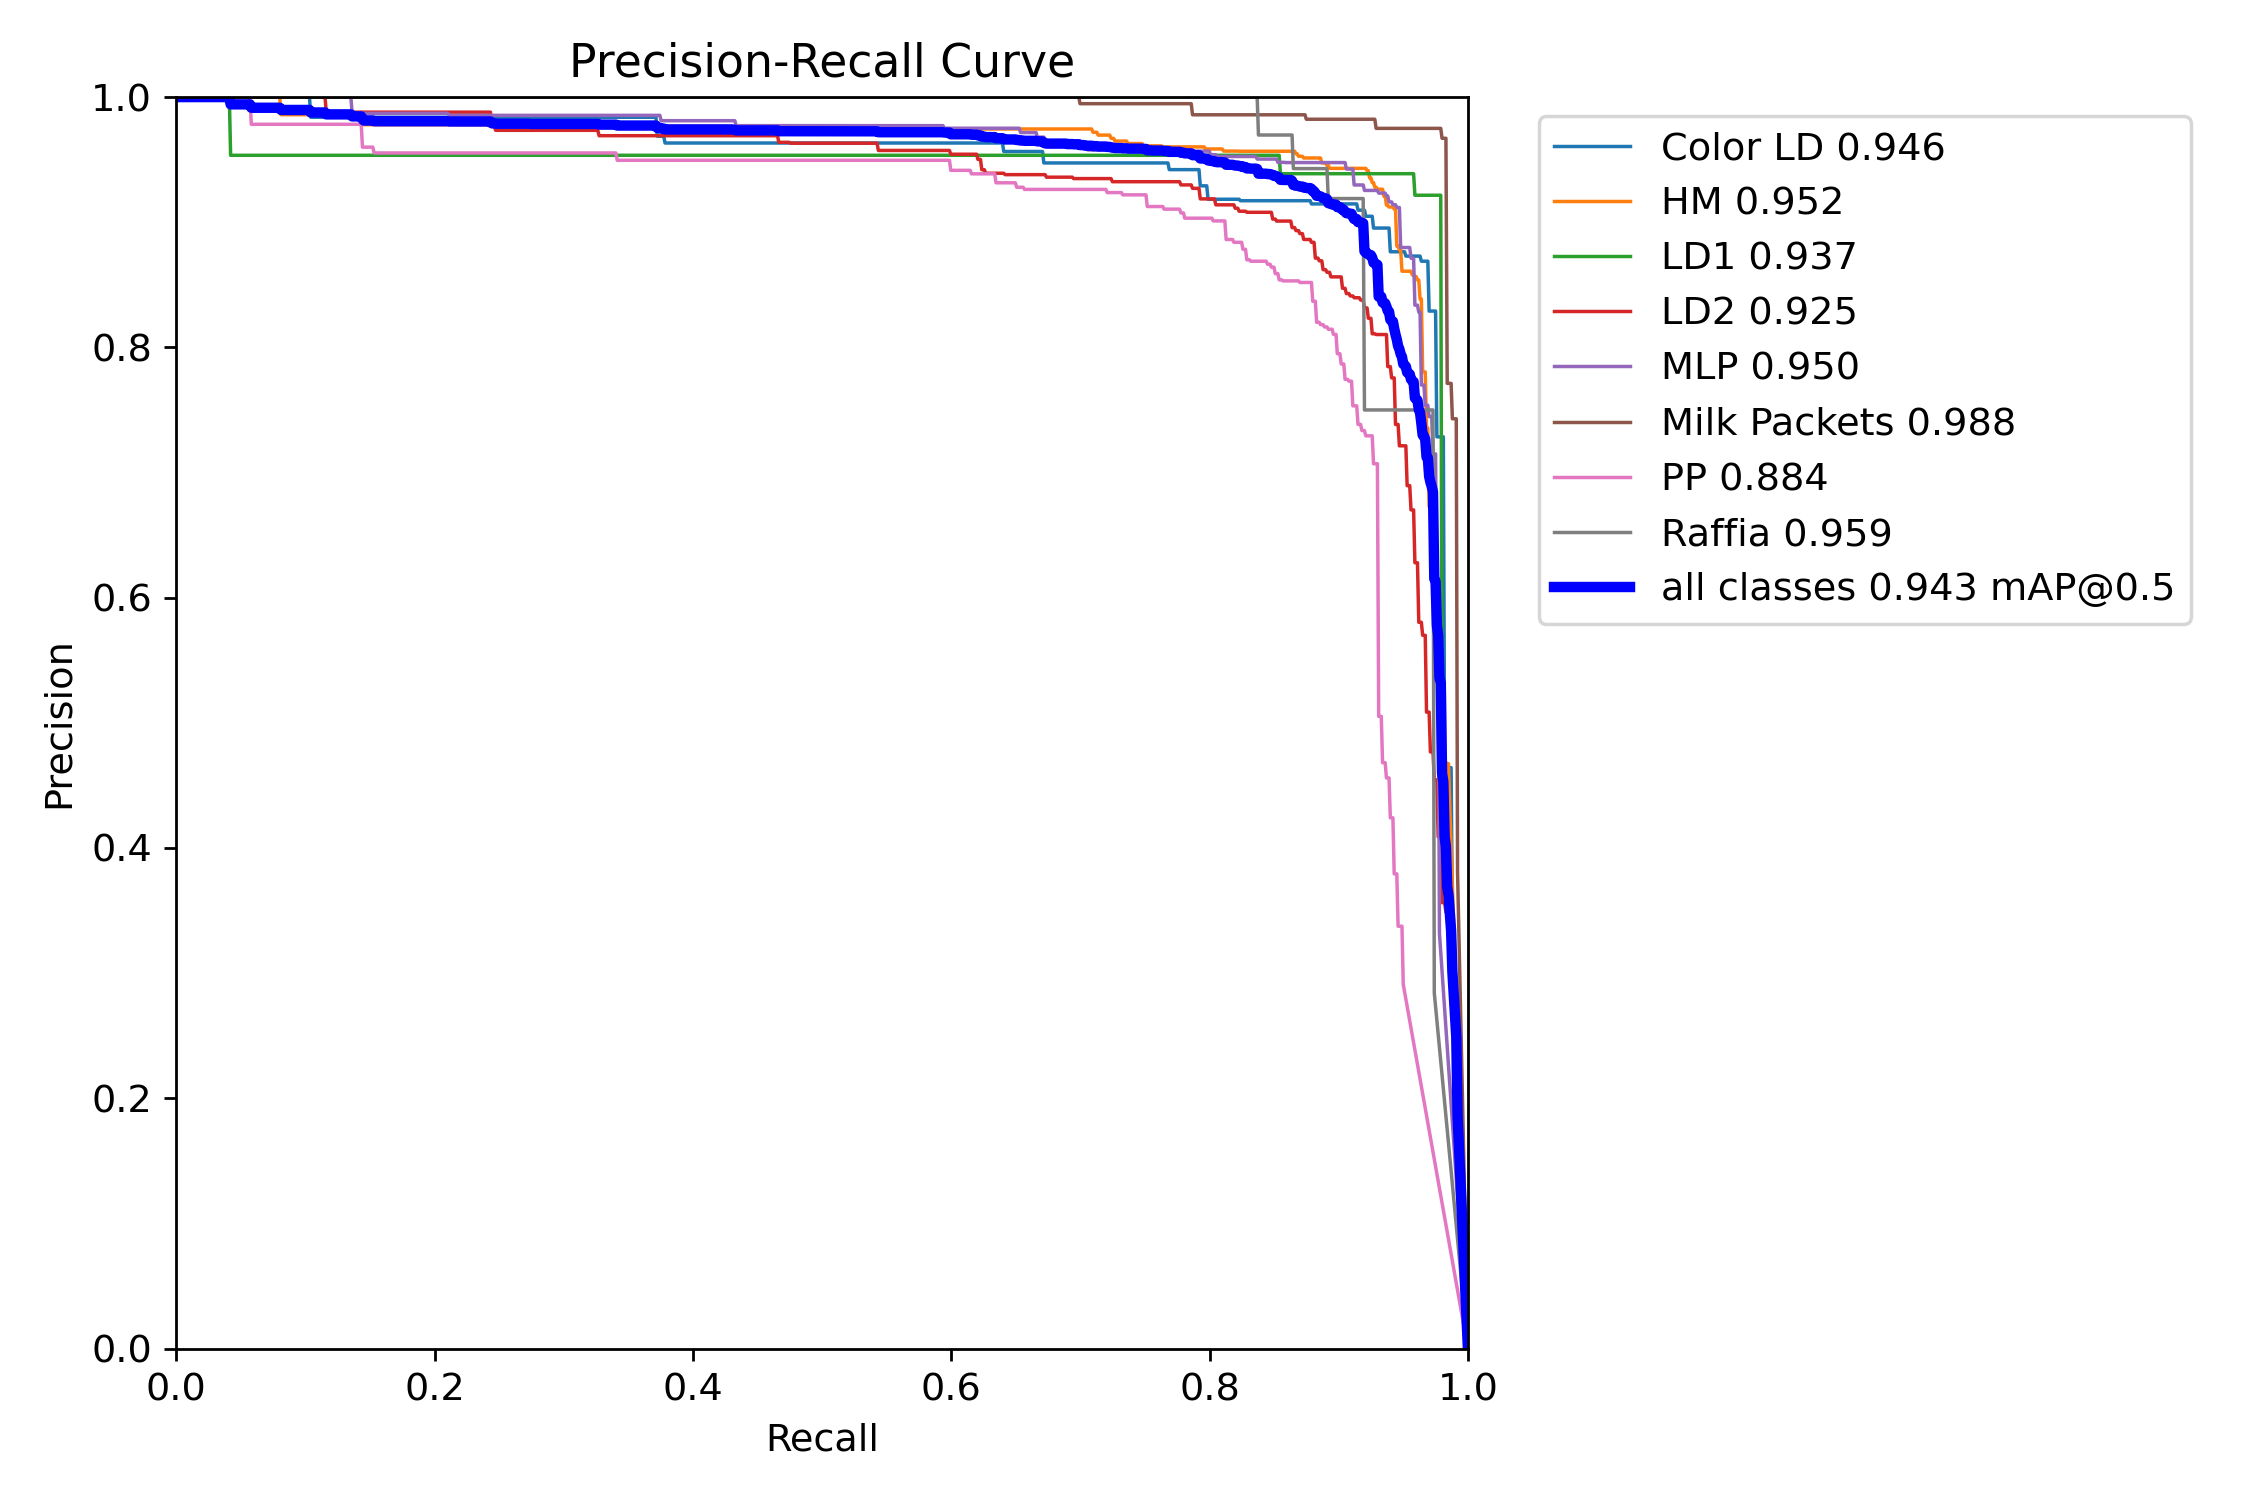 Precision-Recall Curve
1.0
0.8
0.6
0.4
0.2
0.0
Precision
0.0 0.2 0.4 0.6 0.8 1.0
Recall
Color LD 0.946
HM 0.952
LD1 0.937
LD2 0.925
MLP 0.950
Milk Packets 0.988
PP 0.884
Raffia 0.959
all classes 0.943 mAP@0.5